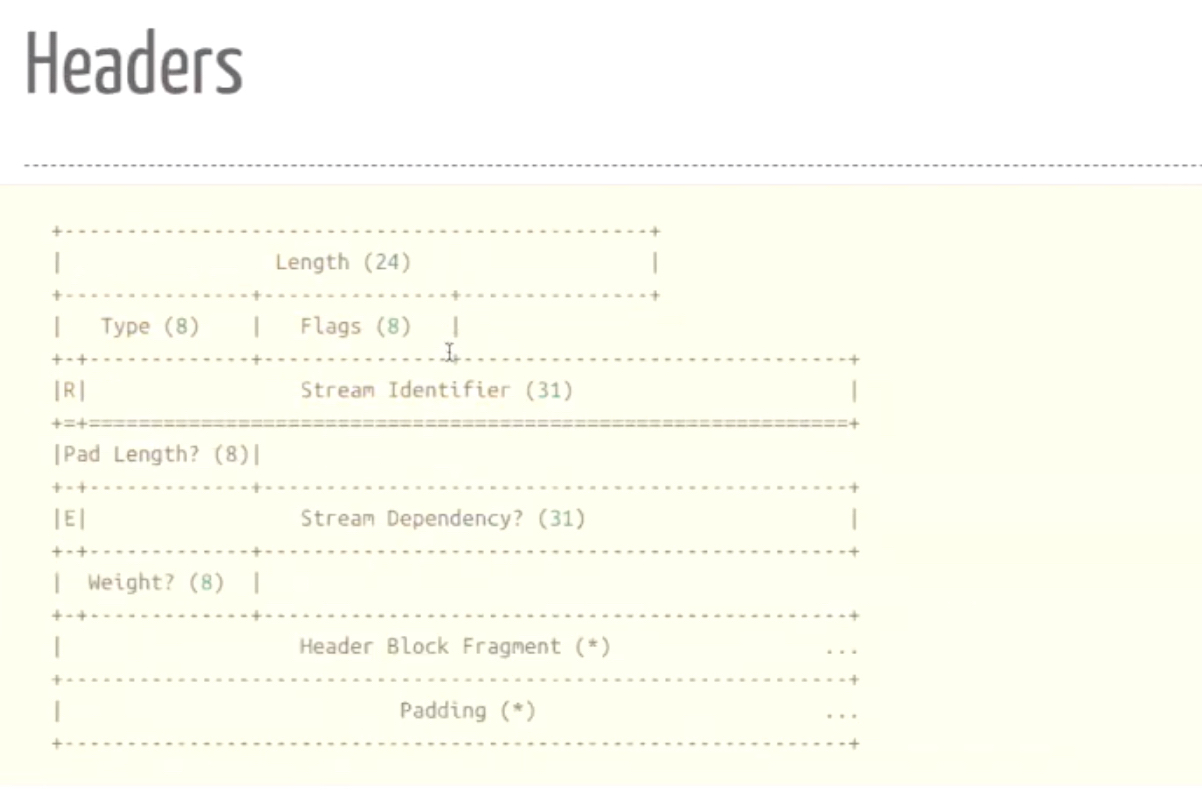 Headers
+-----------------------------------------------+
|                 Length (24)                   |
+---------------+---------------+---------------+
|   Type (8)    |   Flags (8)   |
+-+-------------+---------------+-------------------------------+
|R|                 Stream Identifier (31)                      |
+=+=============================================================+
|Pad Length? (8)|
+-+-------------+-----------------------------------------------+
|E|                 Stream Dependency? (31)                     |
+-+-------------+-----------------------------------------------+
|  Weight? (8)  |
+-+-------------+-----------------------------------------------+
|                   Header Block Fragment (*)                 ...
+---------------------------------------------------------------+
|                           Padding (*)                       ...
+---------------------------------------------------------------+